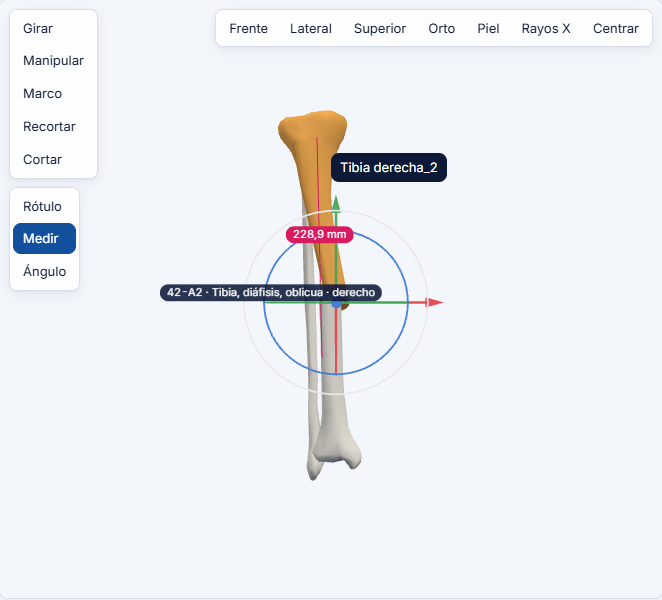 Girar
Manipular
Marco
Recortar
Cortar
Rótulo
Medir
Ángulo
Frente Lateral Superior Orto Piel Rayos X Centrar
Tibia derecha_2
228,9 mm
42-A2 · Tibia, diáfisis, oblicua · derecho